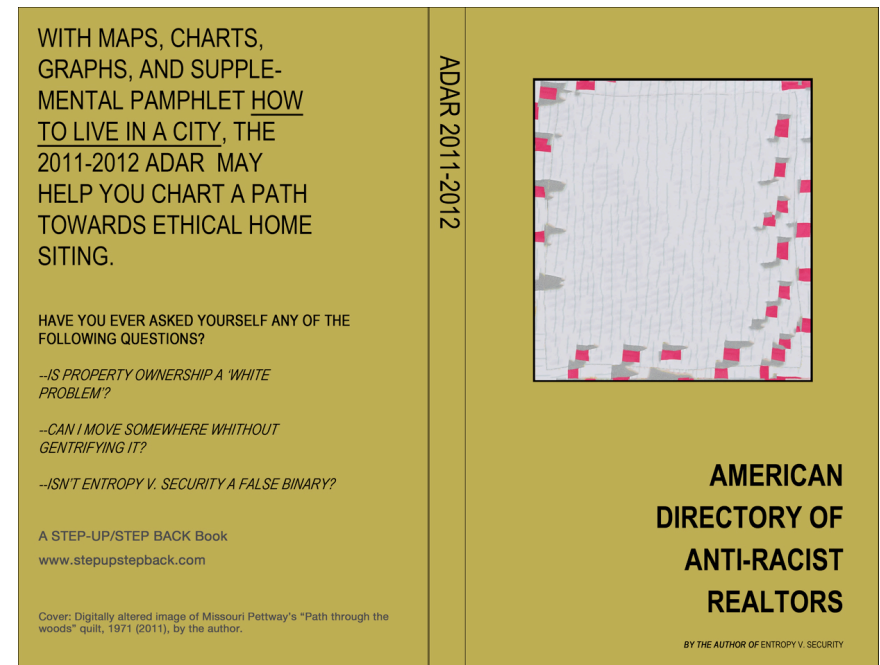 WITH MAPS, CHARTS,
GRAPHS, AND SUPPLE-
MENTAL PAMPHLET HOW
TO LIVE IN A CITY, THE
2011-2012 ADAR MAY
HELP YOU CHART A PATH
TOWARDS ETHICAL HOME
SITING.
HAVE YOU EVER ASKED YOURSELF ANY OF THE
FOLLOWING QUESTIONS?
--IS PROPERTY OWNERSHIP A ‘WHITE
PROBLEM’?
--CAN I MOVE SOMEWHERE WHITHOUT
GENTRIFYING IT?
--ISN’T ENTROPY V. SECURITY A FALSE BINARY?
A STEP-UP/STEP BACK Book
www.stepupstepback.com
Cover: Digitally altered image of Missouri Pettway’s “Path through the
woods” quilt, 1971 (2011), by the author.
ADAR 2011-2012
AMERICAN
DIRECTORY OF
ANTI-RACIST
REALTORS
BY THE AUTHOR OF ENTROPY V. SECURITY